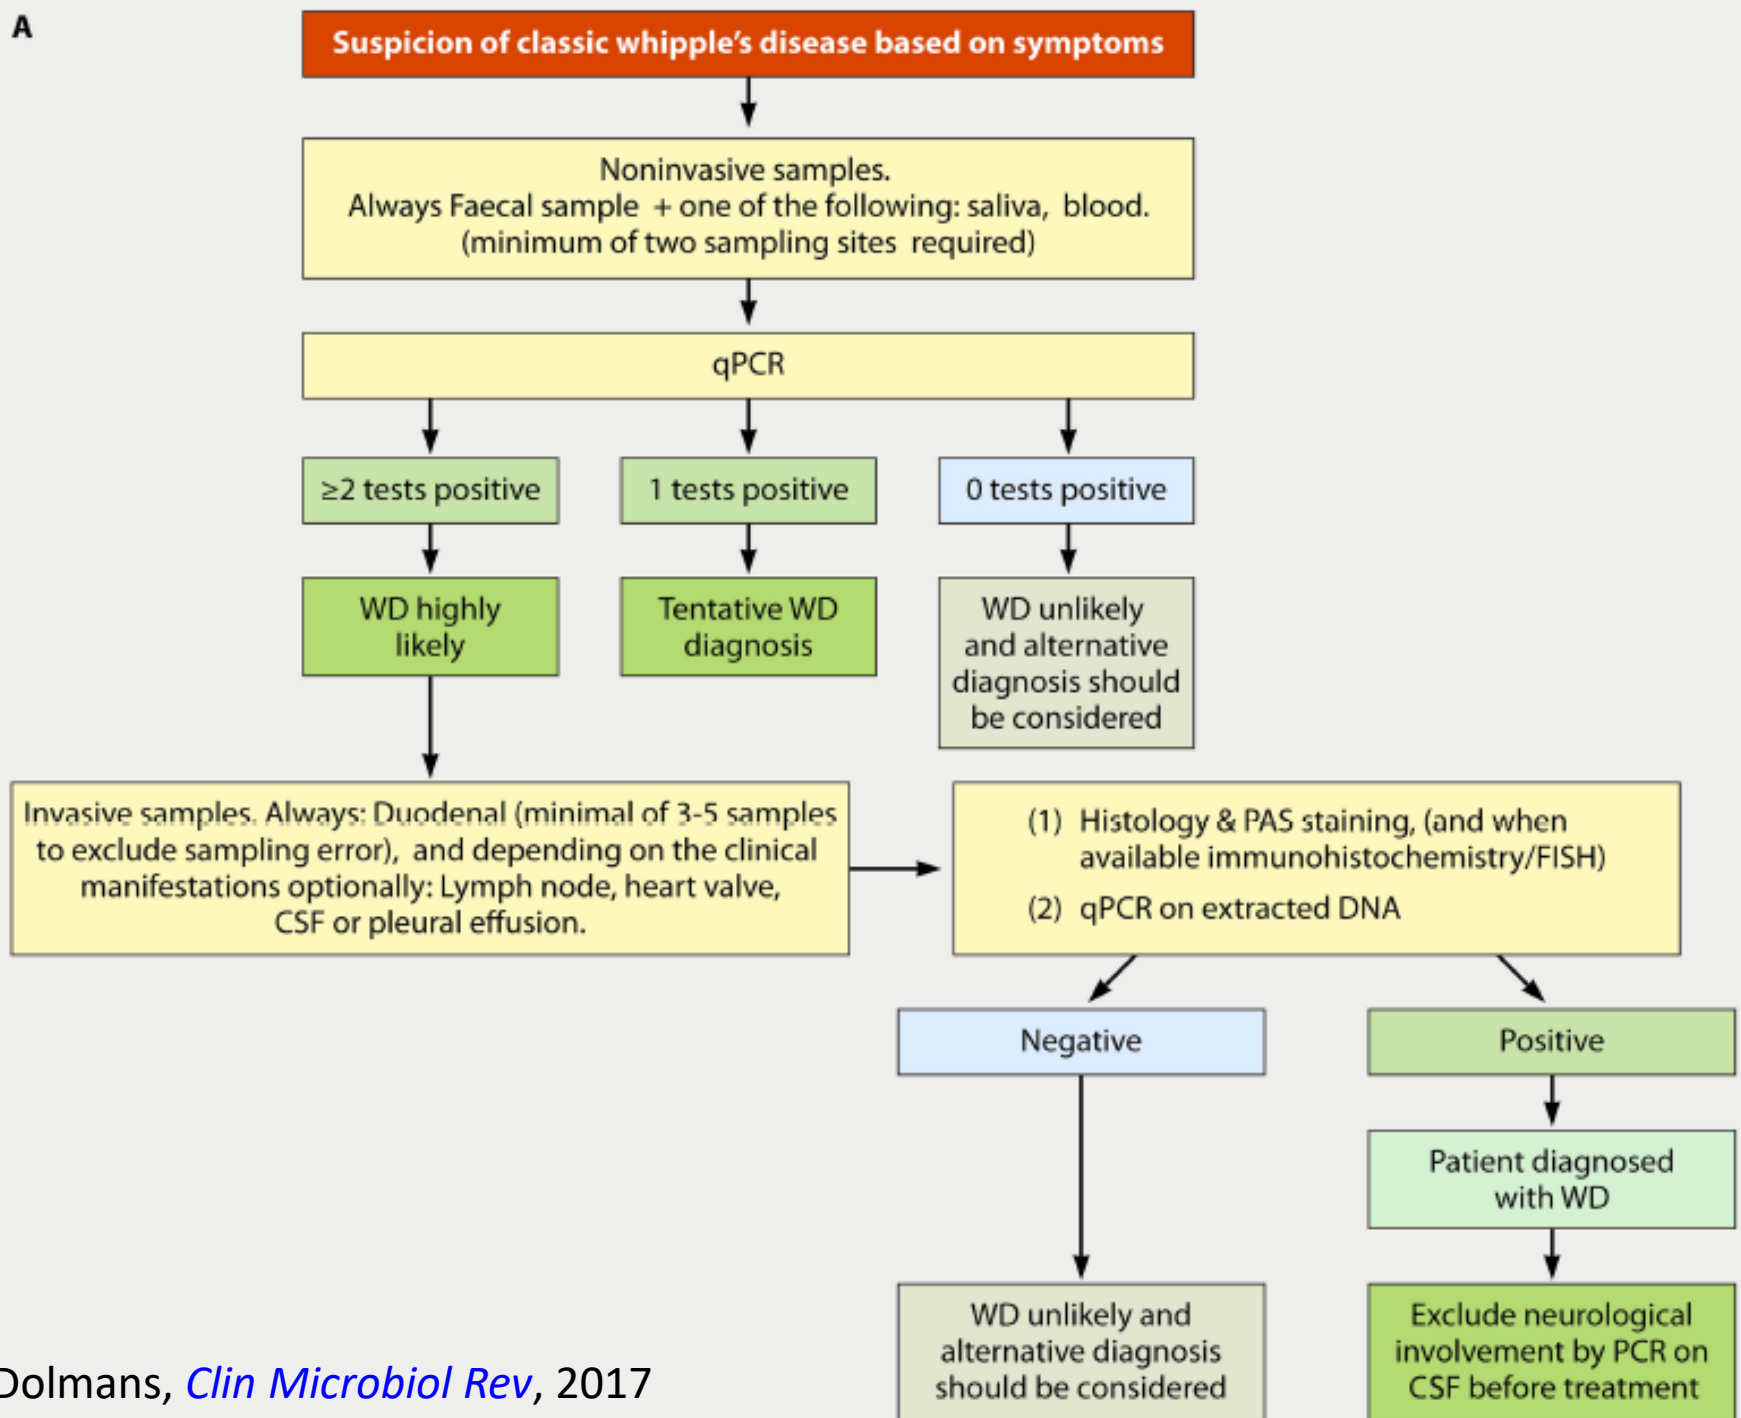 A
Suspicion of classic whipple's disease based on symptoms
Noninvasive samples.
Always Faecal sample + one of the following: saliva, blood.
(minimum of two sampling sites required)
qPCR
≥2 tests positive
1 tests positive
0 tests positive
WD highly
likely
Tentative WD
diagnosis
WD unlikely
and alternative
diagnosis should
be considered
Invasive samples. Always: Duodenal (minimal of 3-5 samples
to exclude sampling error), and depending on the clinical
manifestations optionally: Lymph node, heart valve,
CSF or pleural effusion.
(1) Histology & PAS staining, (and when
available immunohistochemistry/FISH)
(2) qPCR on extracted DNA
Negative
Positive
Patient diagnosed
with WD
WD unlikely and
alternative diagnosis
should be considered
Exclude neurological
involvement by PCR on
CSF before treatment
Dolmans, Clin Microbiol Rev, 2017